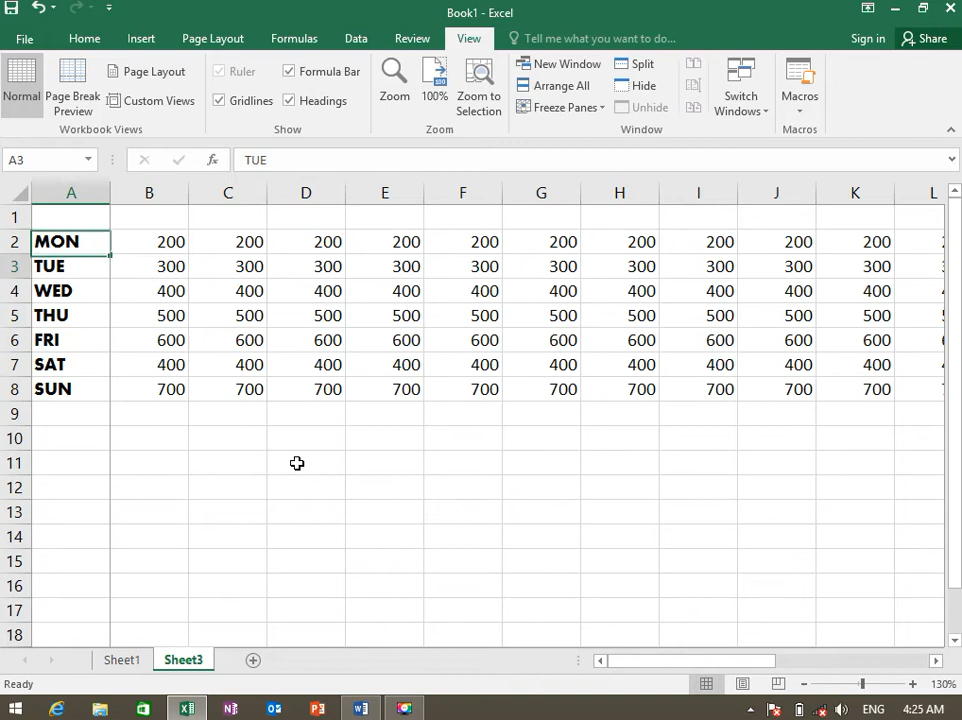 Book1 - Excel
File Home Insert Page Layout Formulas Data Review View Tell me what you want to do... Sign in Share
Normal Page Break Preview Page Layout Custom Views
Workbook Views
Ruler Formula Bar
Gridlines Headings
Show
Zoom 100% Zoom to Selection
Zoom
New Window
Arrange All
Freeze Panes
Split
Hide
Unhide
Switch Windows
Window
Macros
Macros
A3 fx TUE
A B C D E F G H I J K L
1
2 MON 200 200 200 200 200 200 200 200 200 200
3 TUE 300 300 300 300 300 300 300 300 300 300
4 WED 400 400 400 400 400 400 400 400 400 400
5 THU 500 500 500 500 500 500 500 500 500 500
6 FRI 600 600 600 600 600 600 600 600 600 600
7 SAT 400 400 400 400 400 400 400 400 400 400
8 SUN 700 700 700 700 700 700 700 700 700 700
9
10
11
12
13
14
15
16
17
18
Sheet1 Sheet3
Ready 130%
ENG 4:25 AM